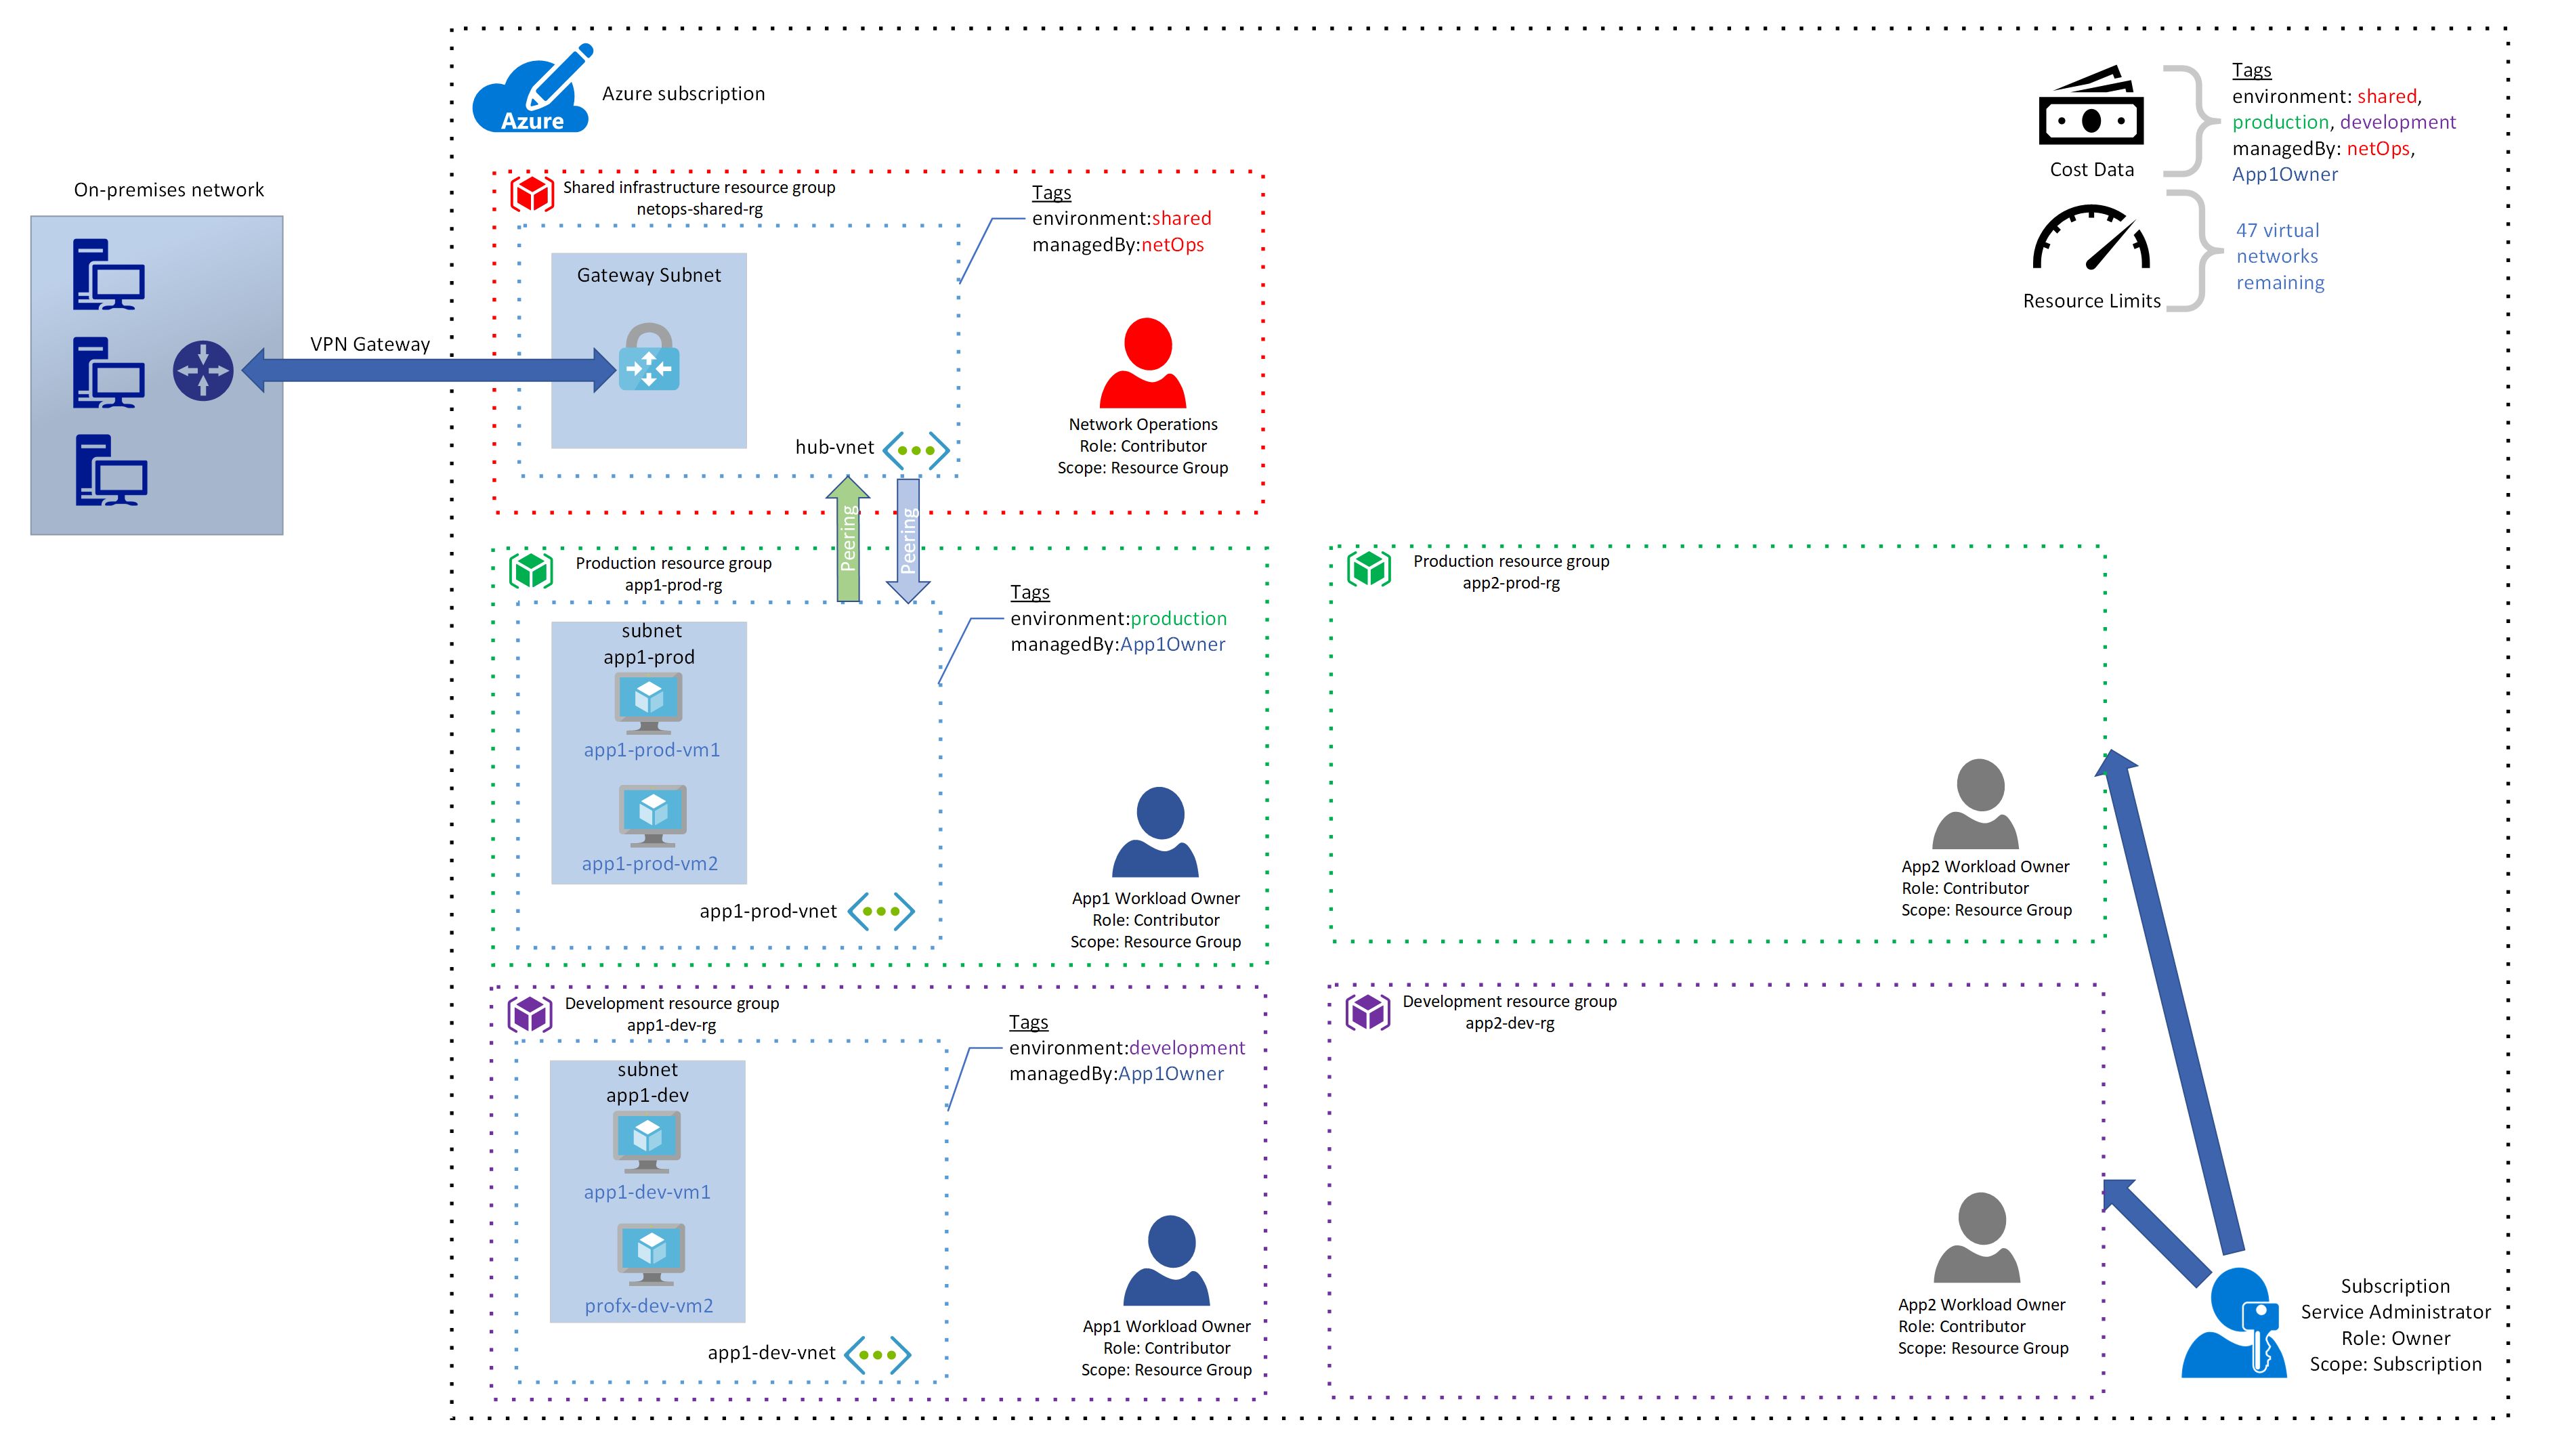 Azure
Azure subscription
Cost Data
Tags
environment: shared,
production, development
managedBy: netOps,
App1Owner
Resource Limits
47 virtual
networks
remaining
On-premises network
VPN Gateway
Shared infrastructure resource group
netops-shared-rg
Tags
environment:shared
managedBy:netOps
Gateway Subnet
hub-vnet
Network Operations
Role: Contributor
Scope: Resource Group
Peering
Peering
Production resource group
app1-prod-rg
Tags
environment:production
managedBy:App1Owner
subnet
app1-prod
app1-prod-vm1
app1-prod-vm2
app1-prod-vnet
App1 Workload Owner
Role: Contributor
Scope: Resource Group
Production resource group
app2-prod-rg
App2 Workload Owner
Role: Contributor
Scope: Resource Group
Development resource group
app1-dev-rg
Tags
environment:development
managedBy:App1Owner
subnet
app1-dev
app1-dev-vm1
profx-dev-vm2
app1-dev-vnet
App1 Workload Owner
Role: Contributor
Scope: Resource Group
Development resource group
app2-dev-rg
App2 Workload Owner
Role: Contributor
Scope: Resource Group
Subscription
Service Administrator
Role: Owner
Scope: Subscription